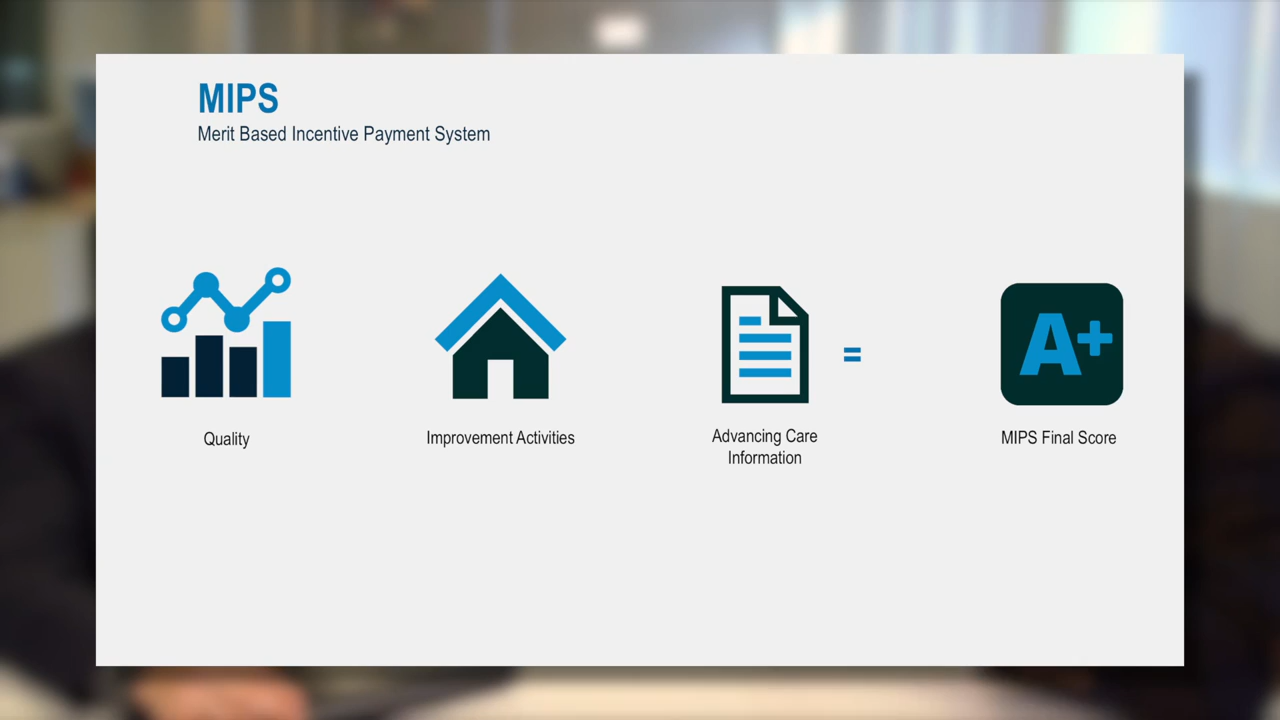 MIPS
Merit Based Incentive Payment System
Quality
Improvement Activities
Advancing Care
Information
=
A+
MIPS Final Score